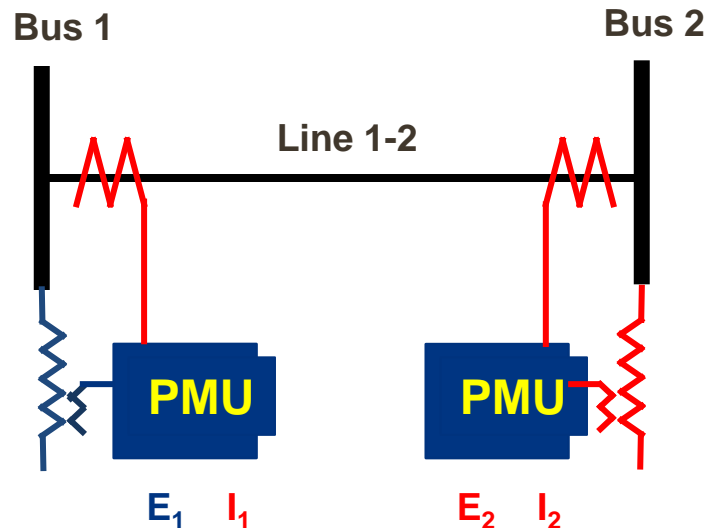 Bus 1
Bus 2
Line 1-2
PMU
PMU
E₁ I₁
E₂ I₂